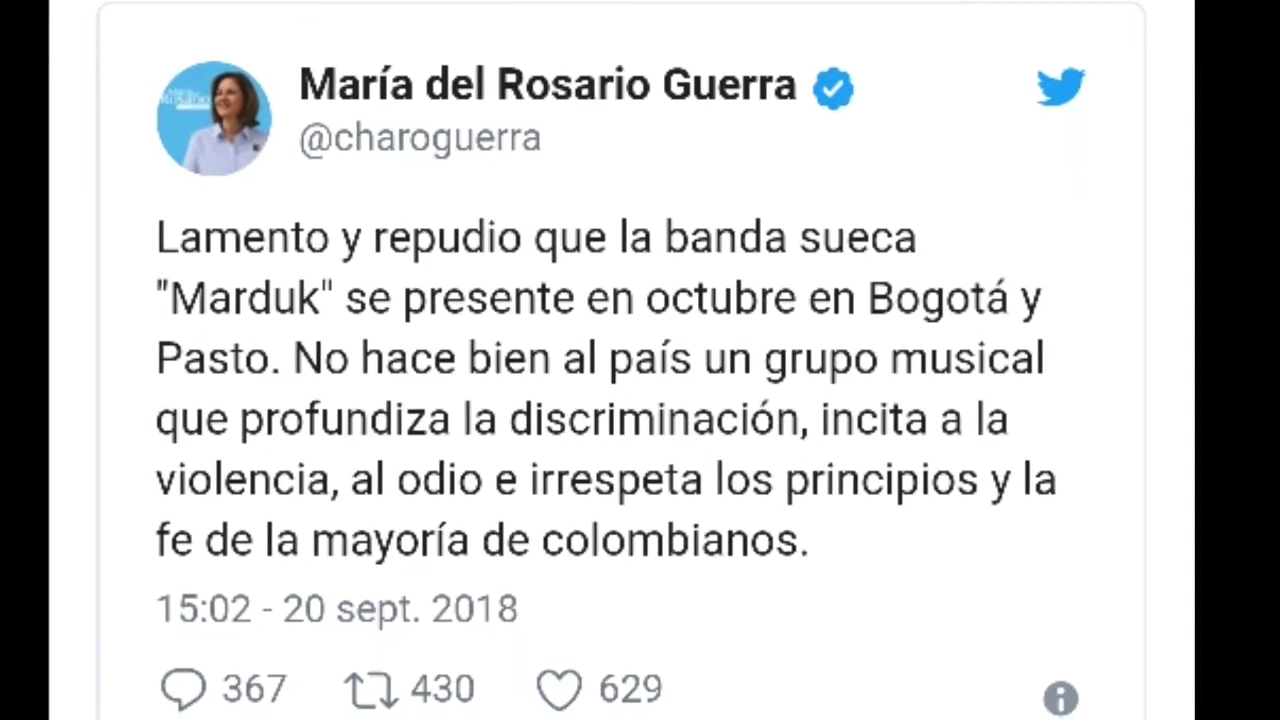 María del Rosario Guerra
@charoguerra
Lamento y repudio que la banda sueca
"Marduk" se presente en octubre en Bogotá y
Pasto. No hace bien al país un grupo musical
que profundiza la discriminación, incita a la
violencia, al odio e irrespeta los principios y la
fe de la mayoría de colombianos.
15:02 - 20 sept. 2018
367 430 629